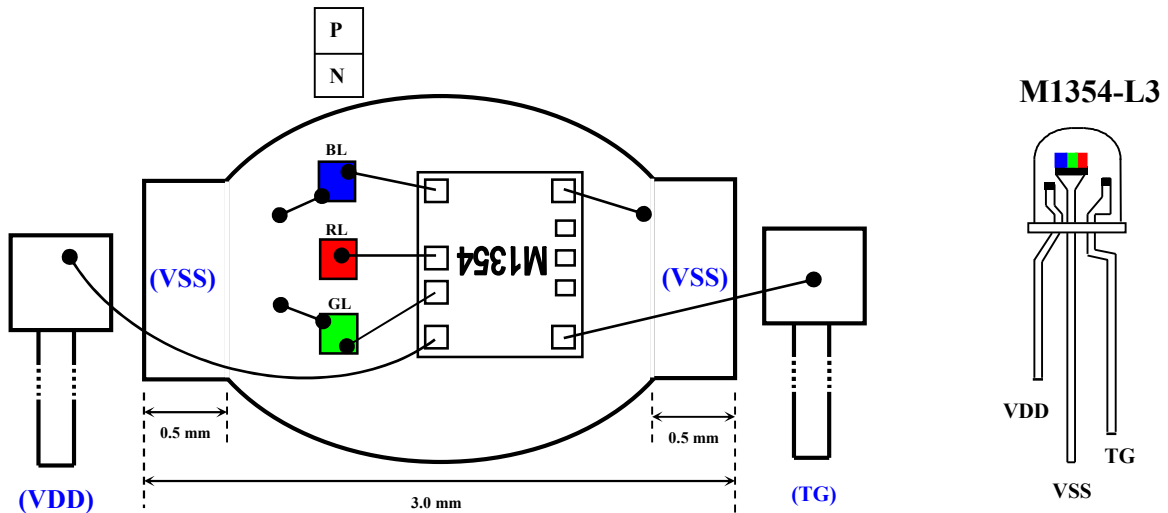 P
N
M1354-L3
BL
RL
GL
M1354
(VSS)
(VSS)
VDD
TG
VSS
0.5 mm
0.5 mm
3.0 mm
(VDD)
(TG)